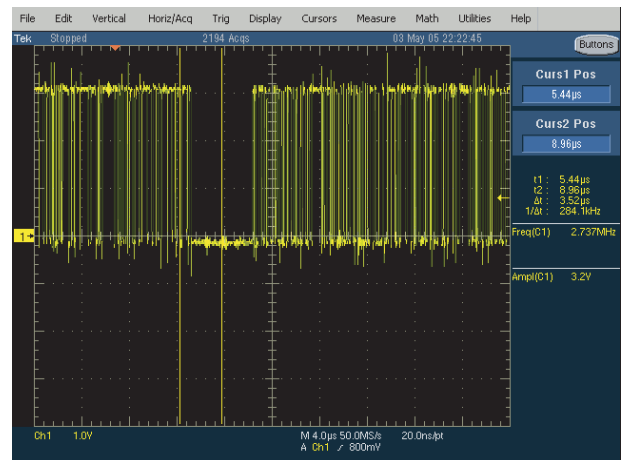 File Edit Vertical Horiz/Acq Trig Display Cursors Measure Math Utilities Help
Tek Stopped 2194 Acqs 03 May 05 22:22:45
Buttons
Curs1 Pos
5.44µs
Curs2 Pos
8.96µs
t1 : 5.44µs
t2 : 8.96µs
Δt : 3.52µs
1/Δt : 284.1kHz
1
Freq(C1) 2.737MHz
Ampl(C1) 3.2V
Ch1 1.0V M 4.0µs 50.0MS/s 20.0ns/pt
A Ch1 ⁄ 800mV